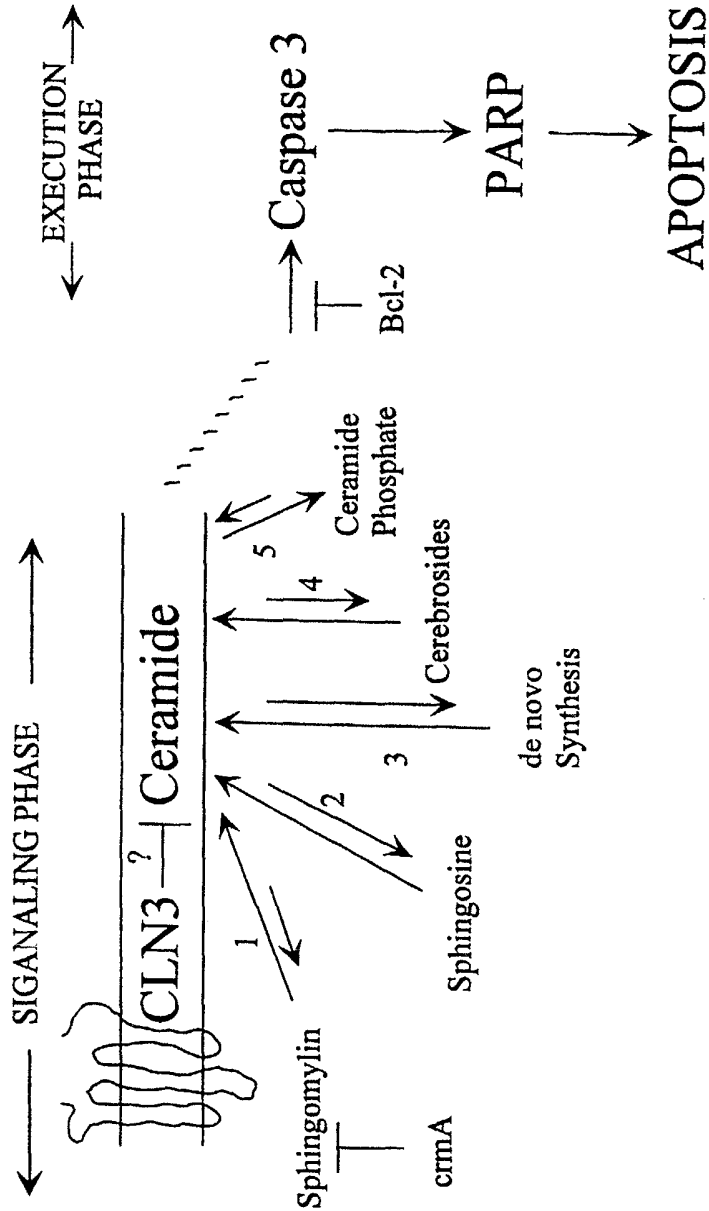 SIGANALING PHASE
EXECUTION
PHASE
CLN3 ? Ceramide
Caspase 3
1
2
3
4
5
Sphingomylin
crmA
Sphingosine
de novo
Synthesis
Cerebrosides
Ceramide
Phosphate
Bcl-2
PARP
APOPTOSIS